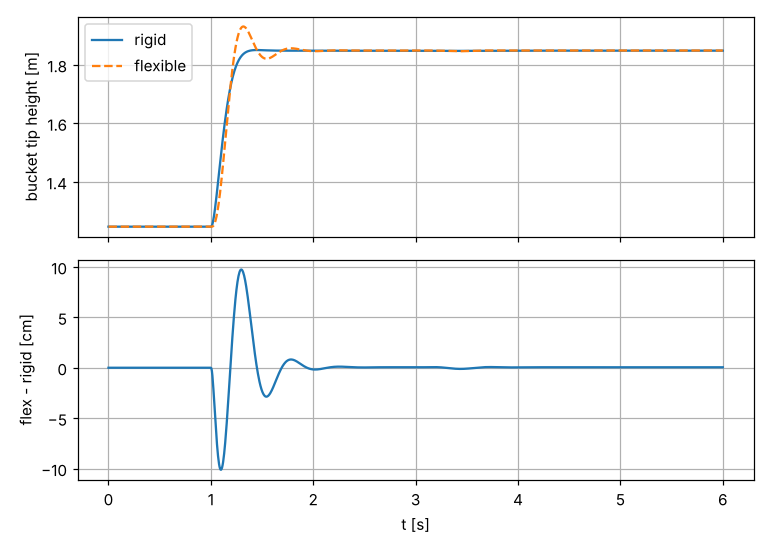 rigid
flexible
bucket tip height [m]
1.8
1.6
1.4
flex - rigid [cm]
10
5
0
−5
−10
0 1 2 3 4 5 6
t [s]